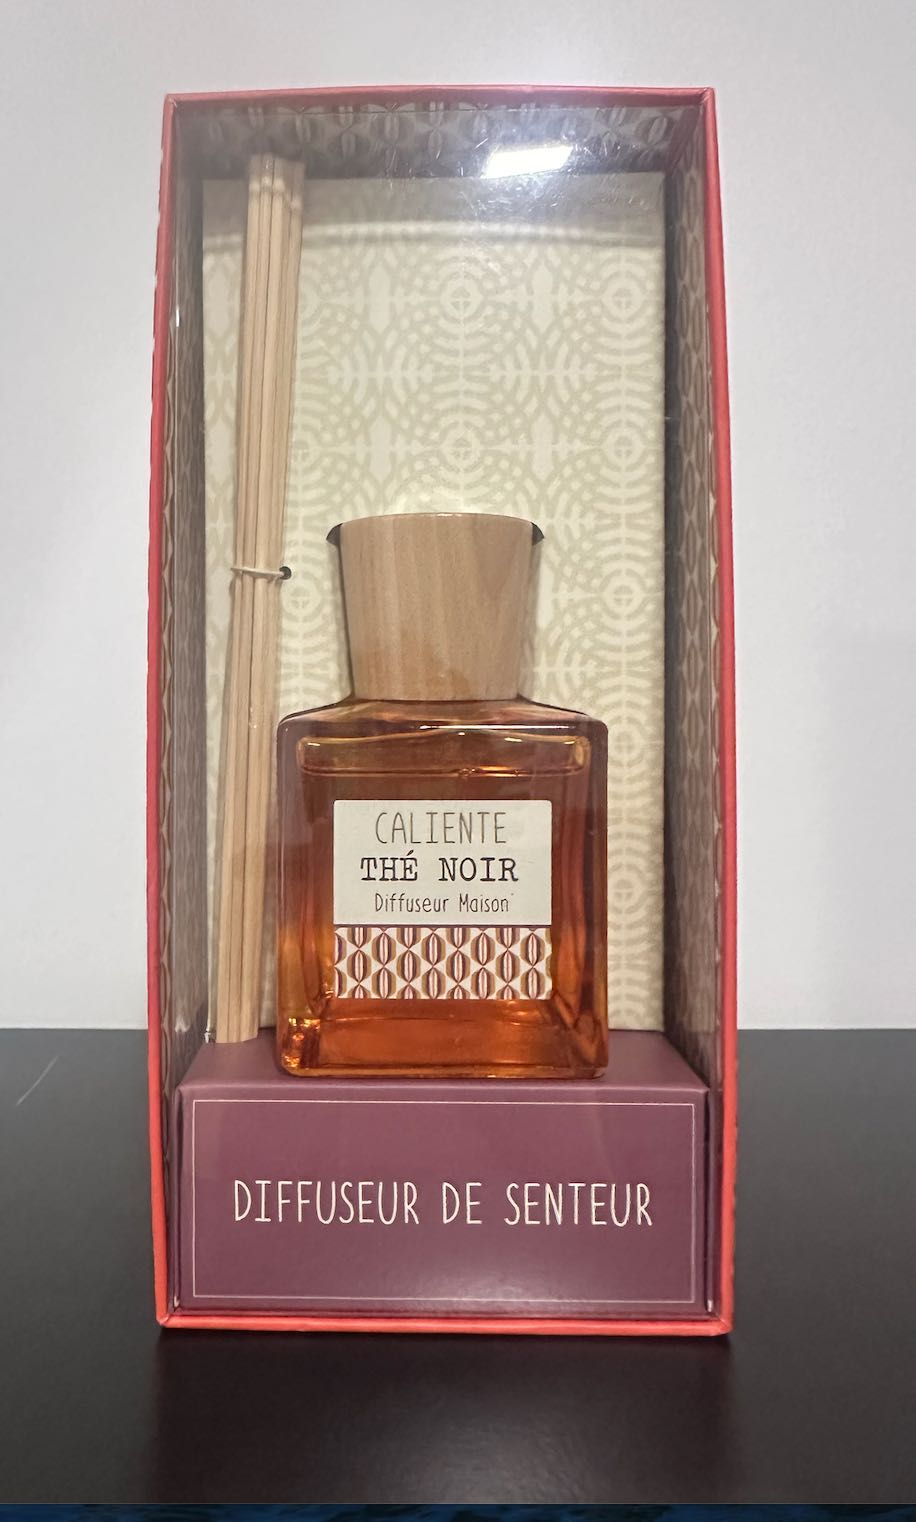 CALIENTE
THÉ NOIR
Diffuseur Maison
DIFFUSEUR DE SENTEUR